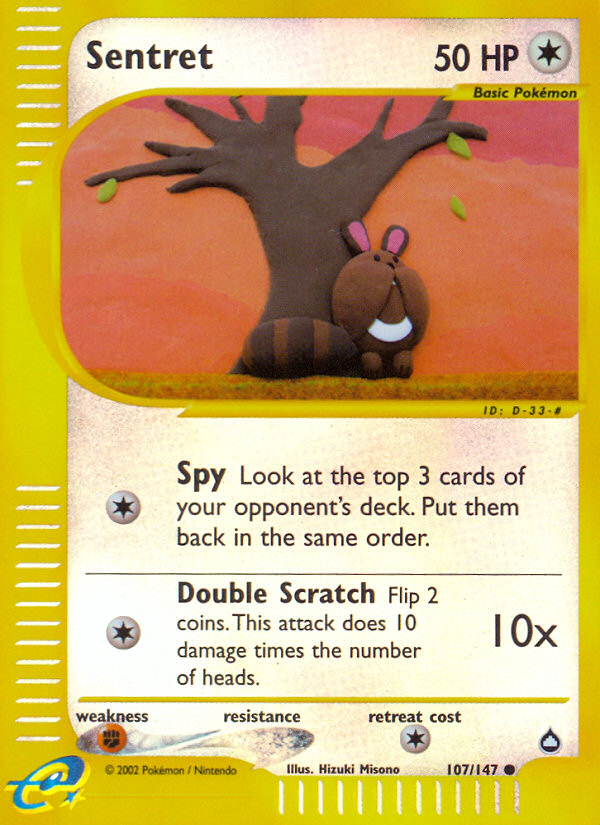 Sentret
50 HP
Basic Pokémon
ID: D-33-#
Spy Look at the top 3 cards of
your opponent's deck. Put them
back in the same order.
Double Scratch Flip 2
coins. This attack does 10
damage times the number
of heads.
10x
weakness resistance retreat cost
© 2002 Pokémon / Nintendo Illus. Hizuki Misono 107/147
e